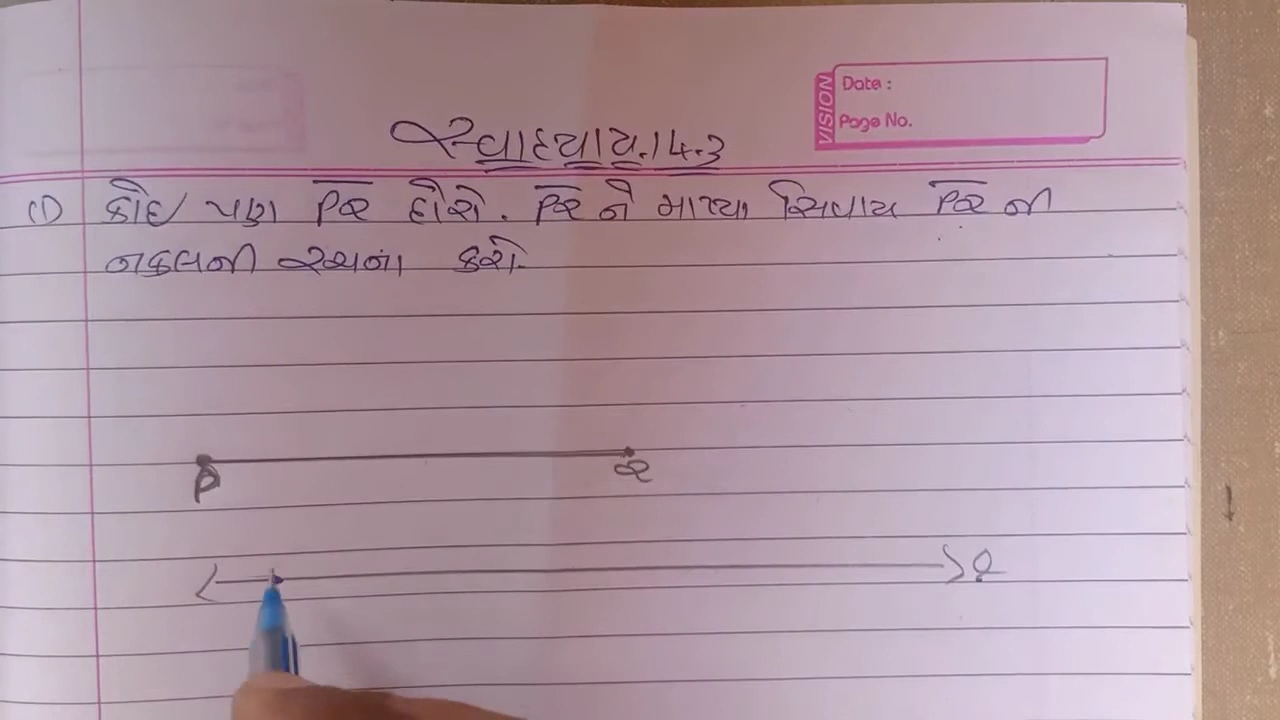 VISION
Date :
Page No.
સ્વાધ્યાય.14.3
(1) કોઈ પણ PQ દોરો. PQ ને માપ્યા સિવાય PQ ની
નકલની રચના કરો.
P Q
l